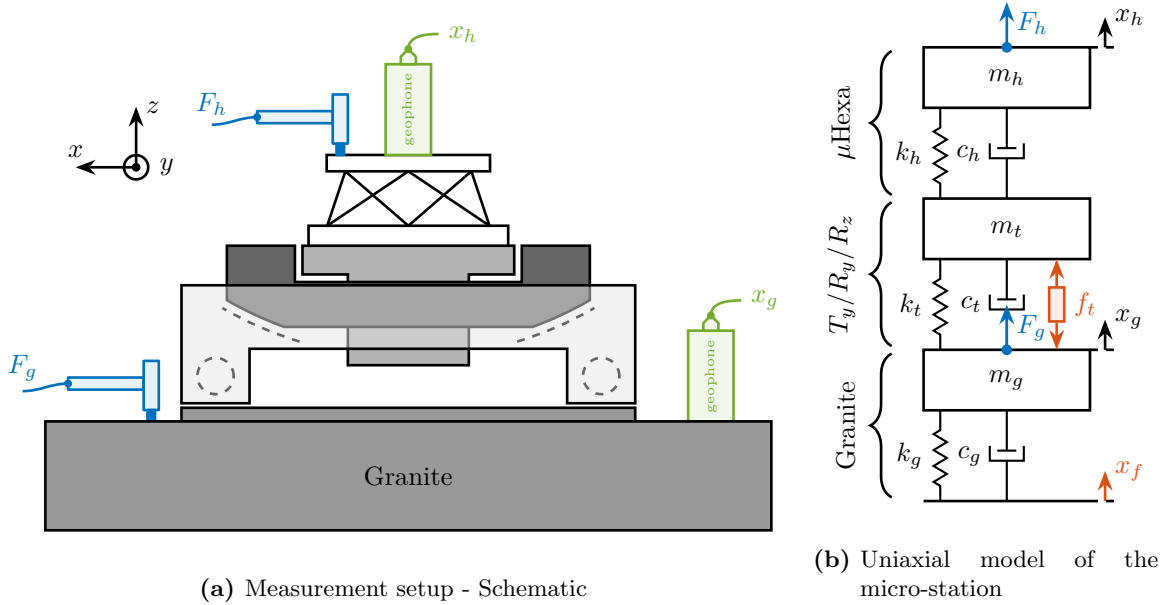 x_h
F_h
geophone
z
x
y
x_g
F_g
geophone
Granite
(a) Measurement setup - Schematic
F_h
x_h
m_h
μHexa
k_h
c_h
m_t
T_y/R_y/R_z
k_t
c_t
f_t
F_g
x_g
m_g
Granite
k_g
c_g
x_f
(b) Uniaxial model of the
micro-station